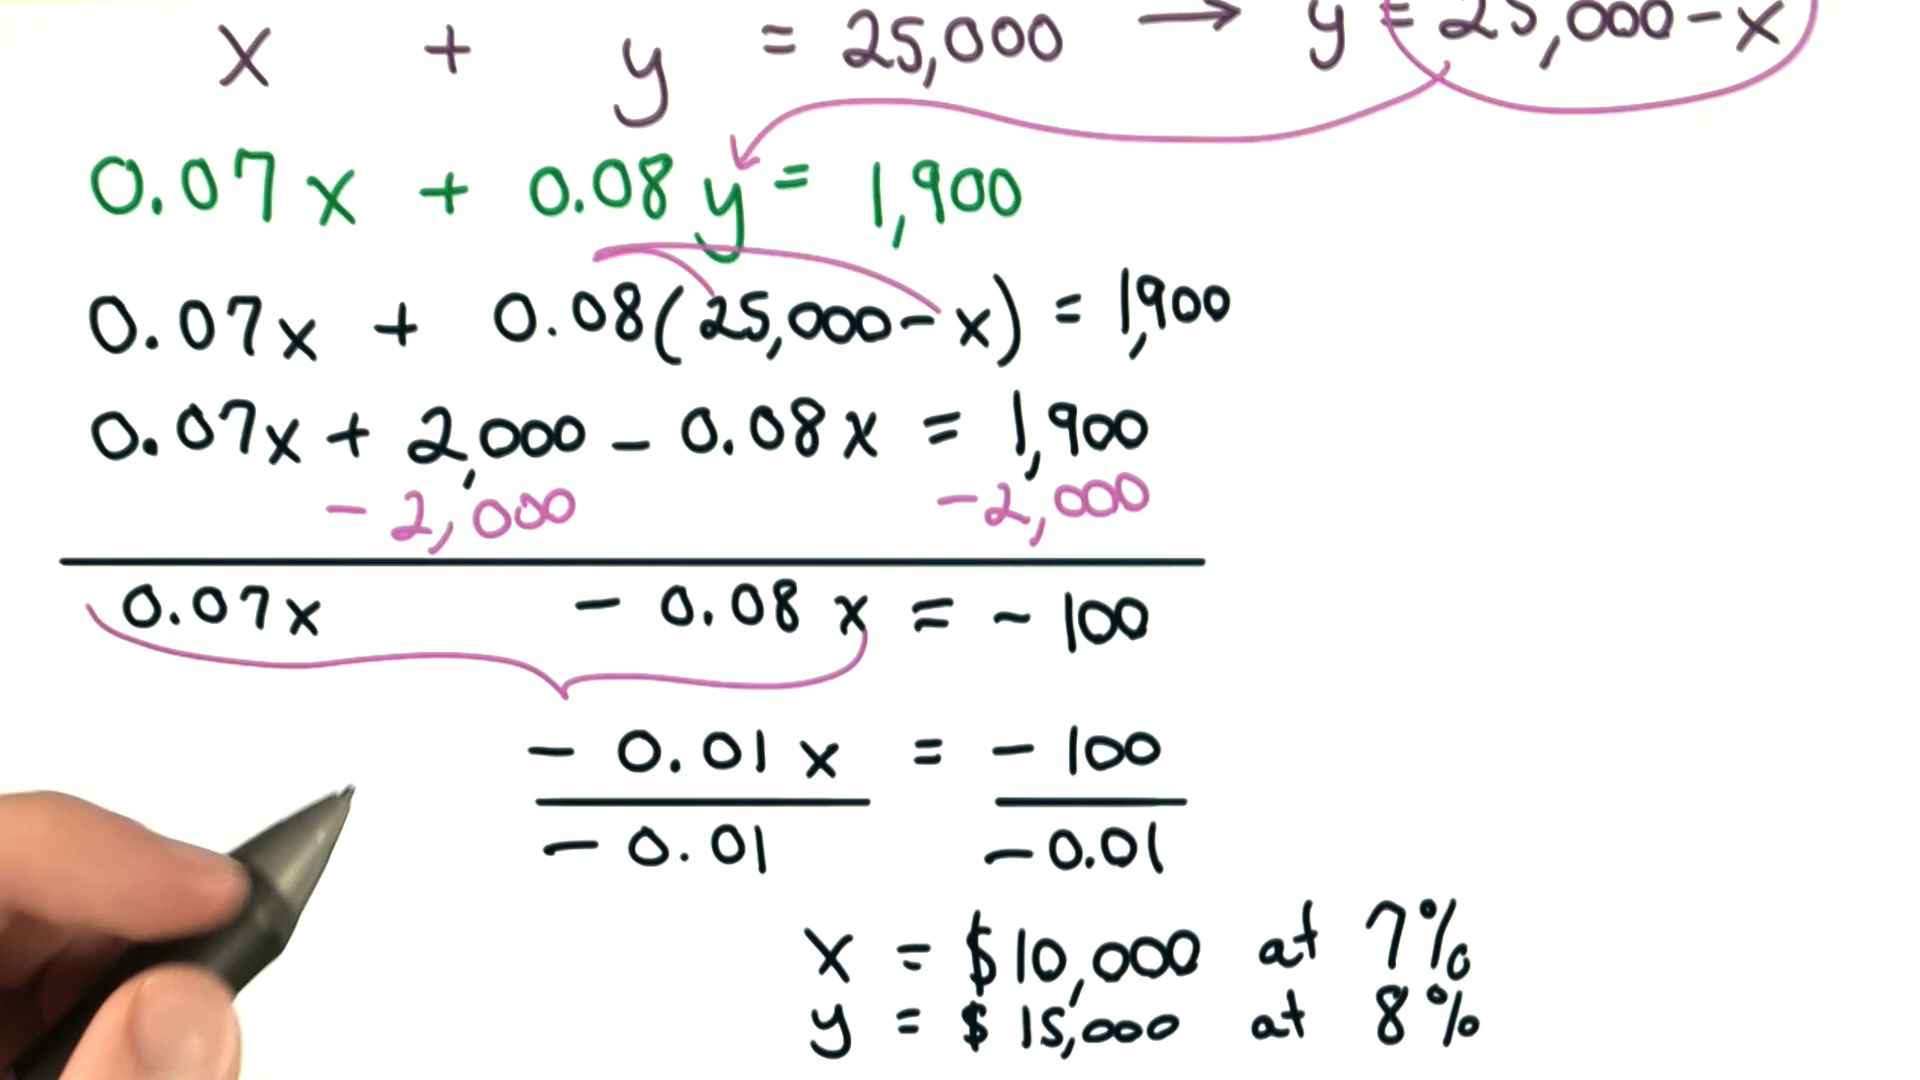 x + y = 25,000 → y = 25,000 - x
0.07x + 0.08y = 1,900
0.07x + 0.08(25,000 - x) = 1,900
0.07x + 2,000 - 0.08x = 1,900
- 2,000 - 2,000
0.07x - 0.08x = - 100
- 0.01x = - 100
- 0.01 - 0.01
x = $10,000 at 7%
y = $15,000 at 8%